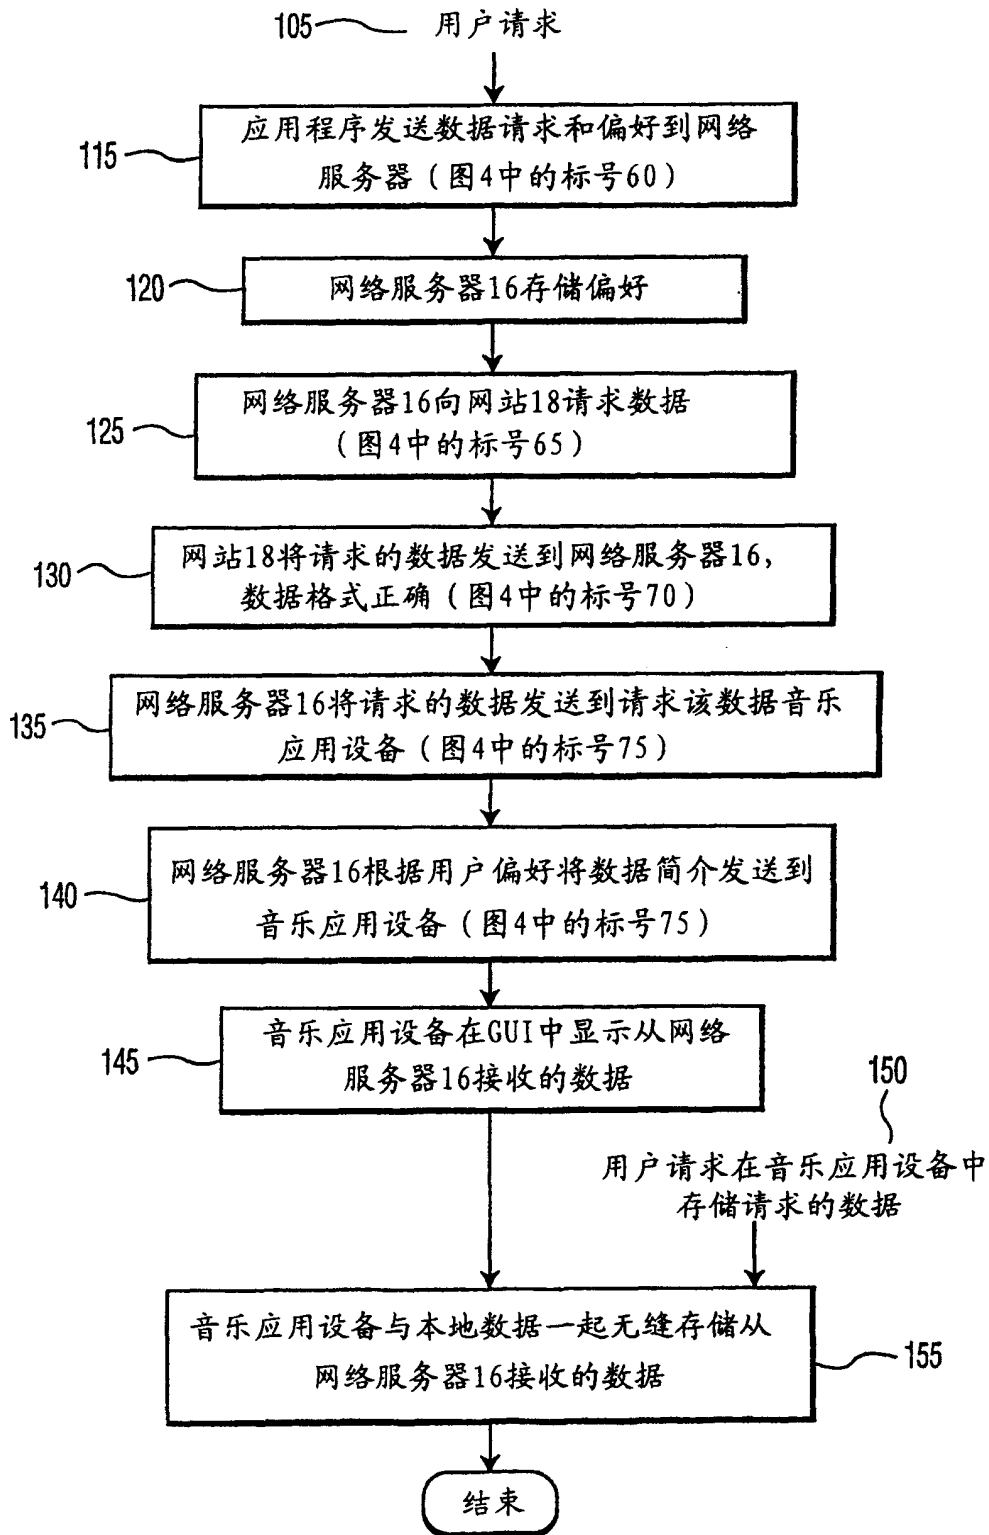 105 用户请求
应用程序发送数据请求和偏好到网络
115
服务器(图4中的标号60)
120 网络服务器16存储偏好
网络服务器16向网站18请求数据
125
(图4中的标号65)
网站18将请求的数据发送到网络服务器16,
130
数据格式正确(图4中的标号70)
网络服务器16将请求的数据发送到请求该数据音乐
135
应用设备(图4中的标号75)
网络服务器16根据用户偏好将数据简介发送到
140
音乐应用设备(图4中的标号75)
音乐应用设备在GUI中显示从网络
145
服务器16接收的数据
150
用户请求在音乐应用设备中
存储请求的数据
音乐应用设备与本地数据一起无缝存储从
155
网络服务器16接收的数据
结束